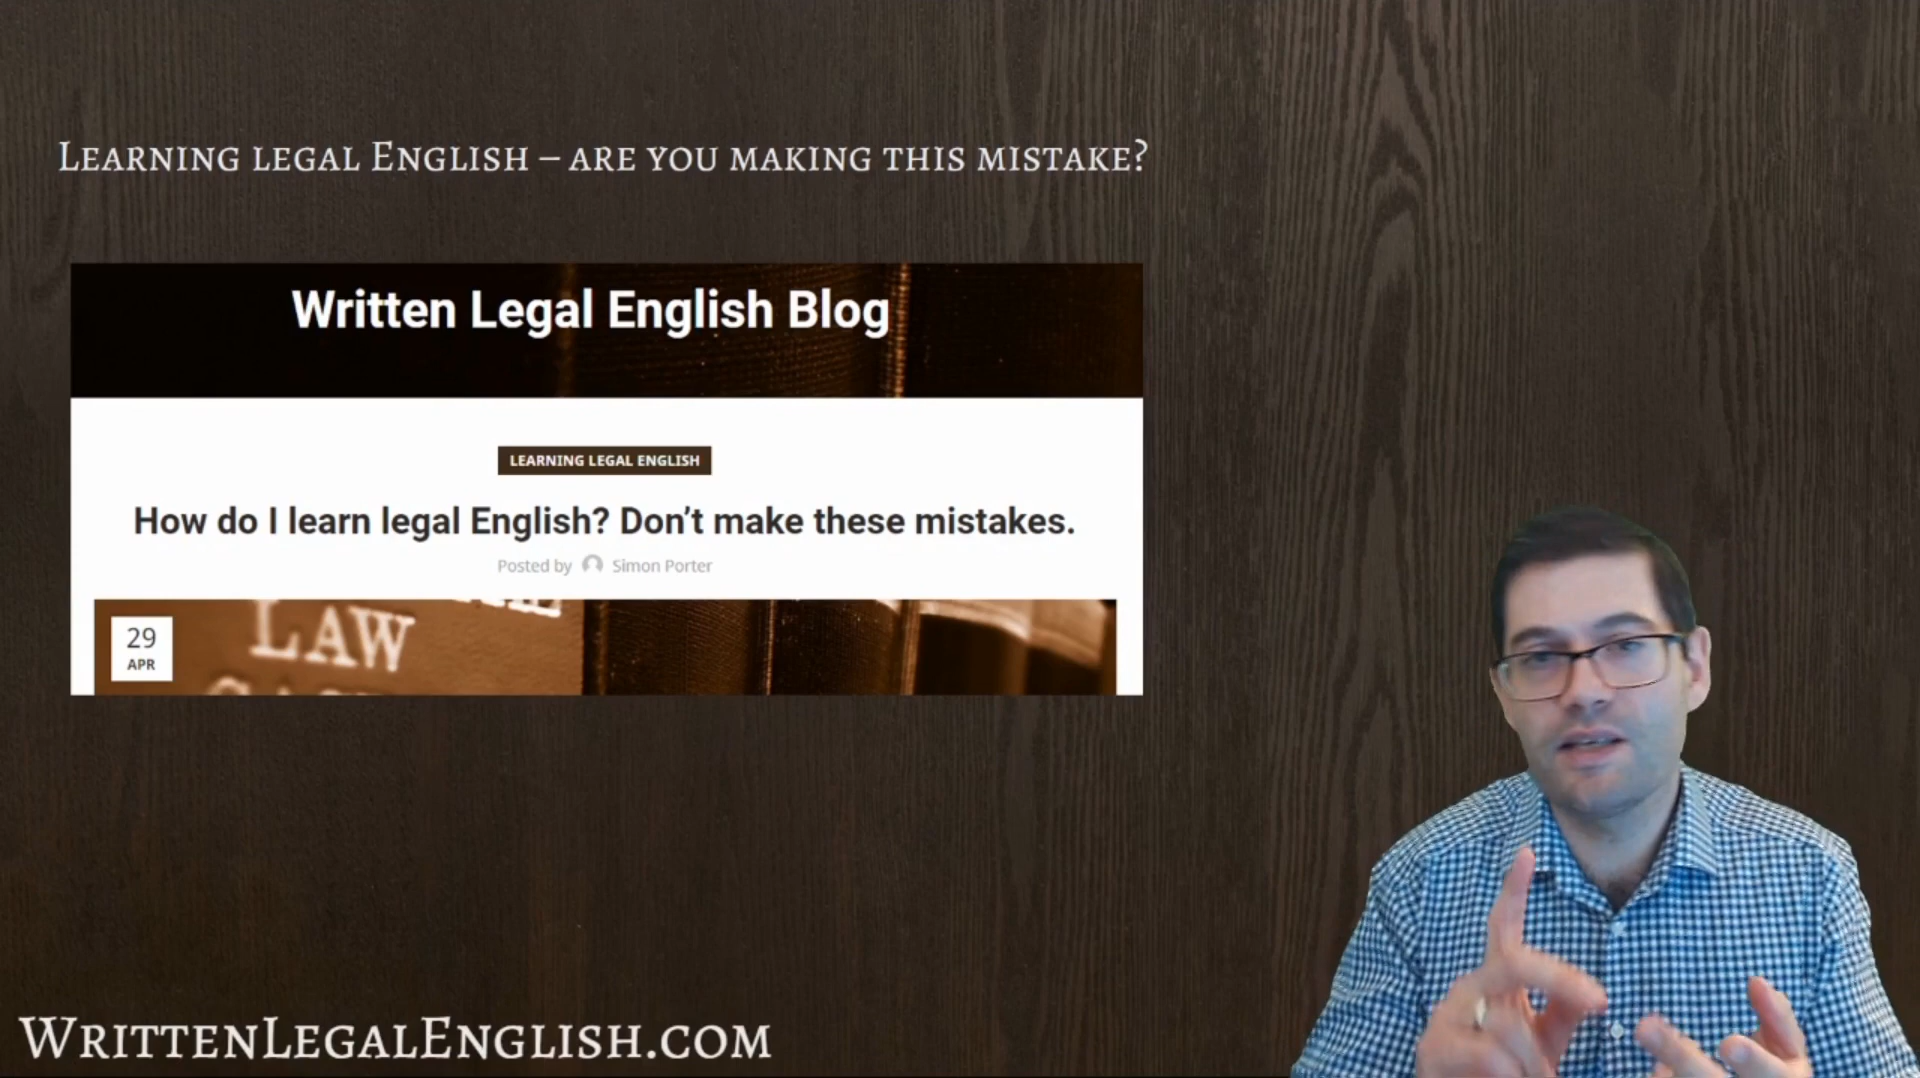 Learning legal English – are you making this mistake?
Written Legal English Blog
LEARNING LEGAL ENGLISH
How do I learn legal English? Don’t make these mistakes.
Posted by Simon Porter
LAW
29
APR
WrittenLegalEnglish.com